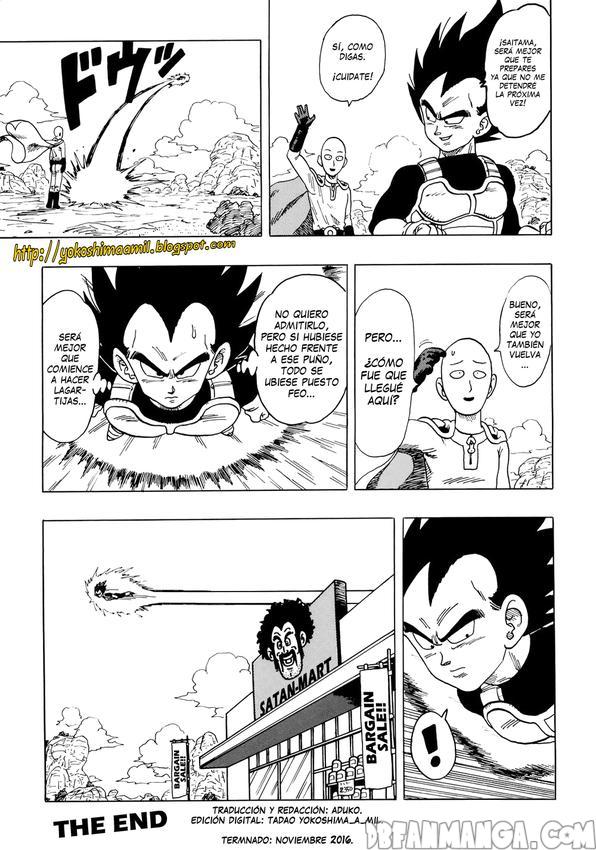 ¡SAITAMA,
SERÁ MEJOR
QUE TE
PREPARES
YA QUE NO ME
DETENDRÉ
LA PRÓXIMA
VEZ!
SÍ, COMO
DIGAS.
¡CUIDATE!
ドウッ
http://yokoshimaamil.blogspot.com
BUENO,
SERÁ MEJOR
QUE YO
TAMBIÉN
VUELVA
...
PERO...
¿CÓMO
FUE QUE
LLEGUÉ
AQUÍ?
NO QUIERO
ADMITIRLO,
PERO SI HUBIESE
HECHO FRENTE
A ESE PUÑO,
TODO SE
UBIESE PUESTO
FEO...
SERÁ
MEJOR QUE
COMIENCE
A HACER
LAGAR-
TIJAS...
!
SATAN-MART
BARGAIN
SALE!!
BARGAIN
SALE!!
TRADUCCIÓN Y REDACCIÓN: ADUKO.
EDICIÓN DIGITAL: TADAO YOKOSHIMA_A_MIL.
THE END
TERMNADO: NOVIEMBRE 2016.
DBFANMANGA.COM